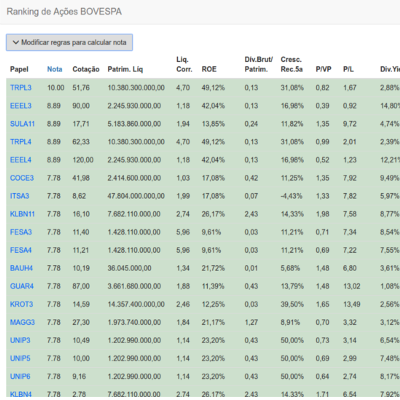 Ranking de Ações BOVESPA
Modificar regras para calcular nota
Papel Nota Cotação Patrim. Liq Liq. Corr. ROE Div.Brut/ Patrim. Cresc. Rec.5a P/VP P/L Div.Yie
TRPL3 10.00 51,76 10.380.300.000,00 4,70 49,12% 0,13 31,08% 0,82 1,67 2,88%
EEEL3 8.89 90,00 2.245.930.000,00 1,18 42,04% 0,13 16,98% 0,39 0,92 14,80%
SULA11 8.89 17,71 5.183.860.000,00 1,94 13,85% 0,24 11,82% 1,35 9,72 4,74%
TRPL4 8.89 62,33 10.380.300.000,00 4,70 49,12% 0,13 31,08% 0,99 2,01 2,39%
EEEL4 8.89 120,00 2.245.930.000,00 1,18 42,04% 0,13 16,98% 0,52 1,23 12,21%
COCE3 7.78 41,98 2.414.600.000,00 1,03 17,08% 0,42 11,25% 1,35 7,92 9,49%
ITSA3 7.78 8,62 47.804.000.000,00 1,99 17,08% 0,07 -4,43% 1,33 7,82 5,97%
KLBN11 7.78 16,10 7.682.110.000,00 2,74 26,17% 2,43 14,33% 1,98 7,58 8,77%
FESA3 7.78 11,40 1.428.110.000,00 5,96 9,61% 0,03 11,21% 0,71 7,34 8,54%
FESA4 7.78 11,21 1.428.110.000,00 5,96 9,61% 0,03 11,21% 0,69 7,22 7,55%
BAUH4 7.78 10,19 36.045.000,00 1,34 21,72% 0,01 5,68% 1,48 6,80 3,61%
GUAR4 7.78 87,00 3.661.680.000,00 1,88 11,39% 0,43 13,79% 1,48 13,02 1,08%
KROT3 7.78 14,59 14.357.400.000,00 2,46 12,25% 0,03 39,50% 1,65 13,49 2,56%
MAGG3 7.78 27,30 1.973.740.000,00 1,84 21,17% 1,27 8,91% 0,70 3,32 3,12%
UNIP3 7.78 10,49 1.202.990.000,00 1,14 23,20% 0,43 50,00% 0,73 3,14 6,54%
UNIP5 7.78 10,00 1.202.990.000,00 1,14 23,20% 0,43 50,00% 0,69 2,99 7,48%
UNIP6 7.78 9,16 1.202.990.000,00 1,14 23,20% 0,43 50,00% 0,64 2,74 8,17%
KLBN4 7.78 2,78 7.682.110.000,00 2,74 26,17% 2,43 14,33% 1,71 6,54 7,92%